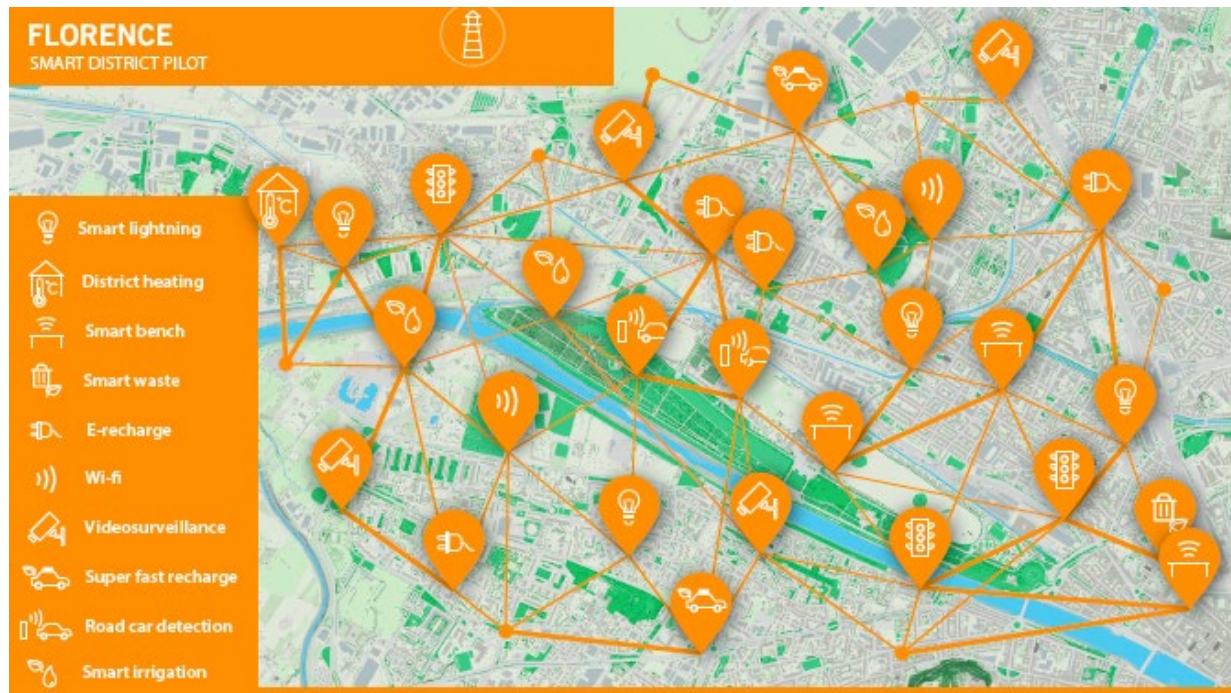 FLORENCE
SMART DISTRICT PILOT
Smart lightning
District heating
°C
Smart bench
Smart waste
E-recharge
Wi-fi
Videosurveillance
Super fast recharge
Road car detection
Smart irrigation
°C